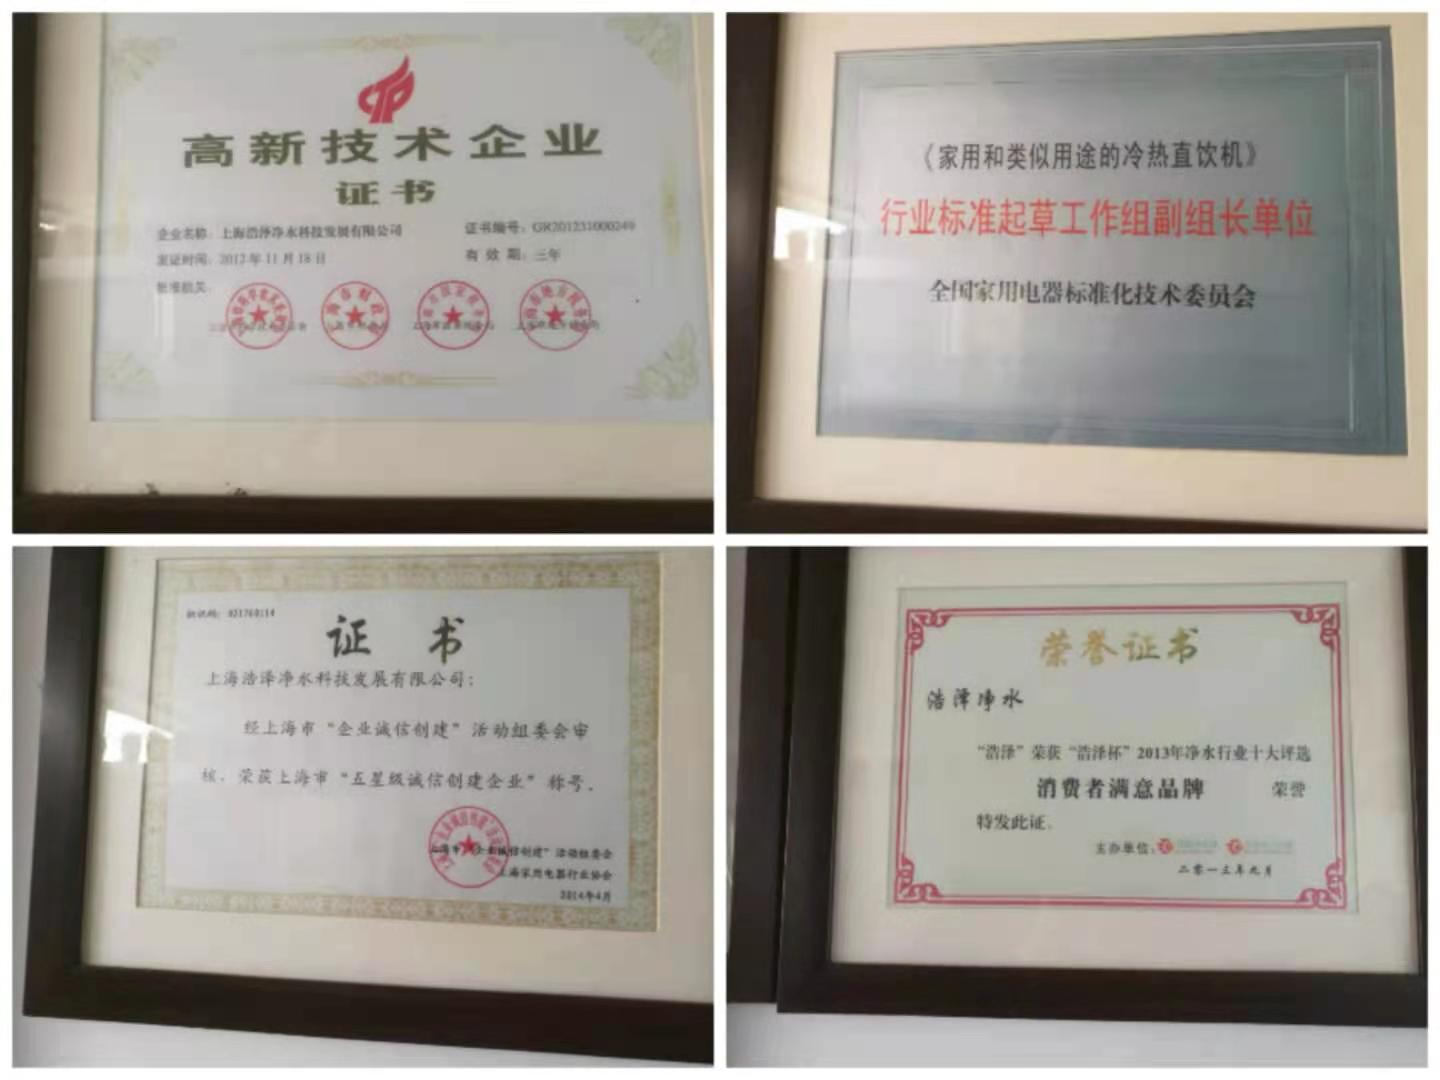 高新技术企业
证书
企业名称：上海浩泽净水科技发展有限公司
证书编号：GR201231000249
发证时间：2012年11月18日
有效期：三年
批准机关：
《家用和类似用途的冷热直饮机》
行业标准起草工作组副组长单位
全国家用电器标准化技术委员会
证书
上海浩泽净水科技发展有限公司：
经上海市“企业诚信创建”活动组委会审
核，荣获上海市“五星级诚信创建企业”称号。
上海市“企业诚信创建”活动组委会
上海家用电器行业协会
2014年4月
荣誉证书
浩泽净水
“浩泽”荣获“浩泽杯”2013年净水行业十大评选
消费者满意品牌 荣誉
特发此证。
主办单位：
二零一三年九月